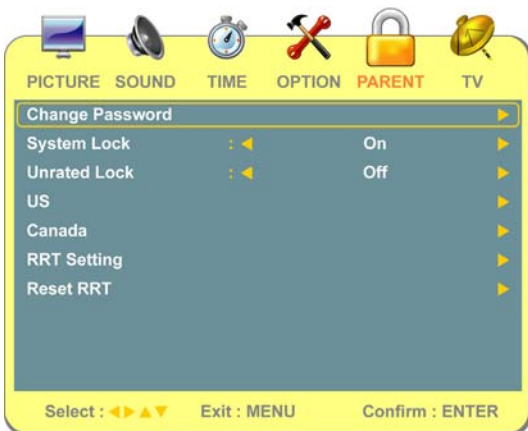 PICTURE SOUND TIME OPTION PARENT TV
Change Password
System Lock : On
Unrated Lock : Off
US
Canada
RRT Setting
Reset RRT
Select : Exit : MENU Confirm : ENTER